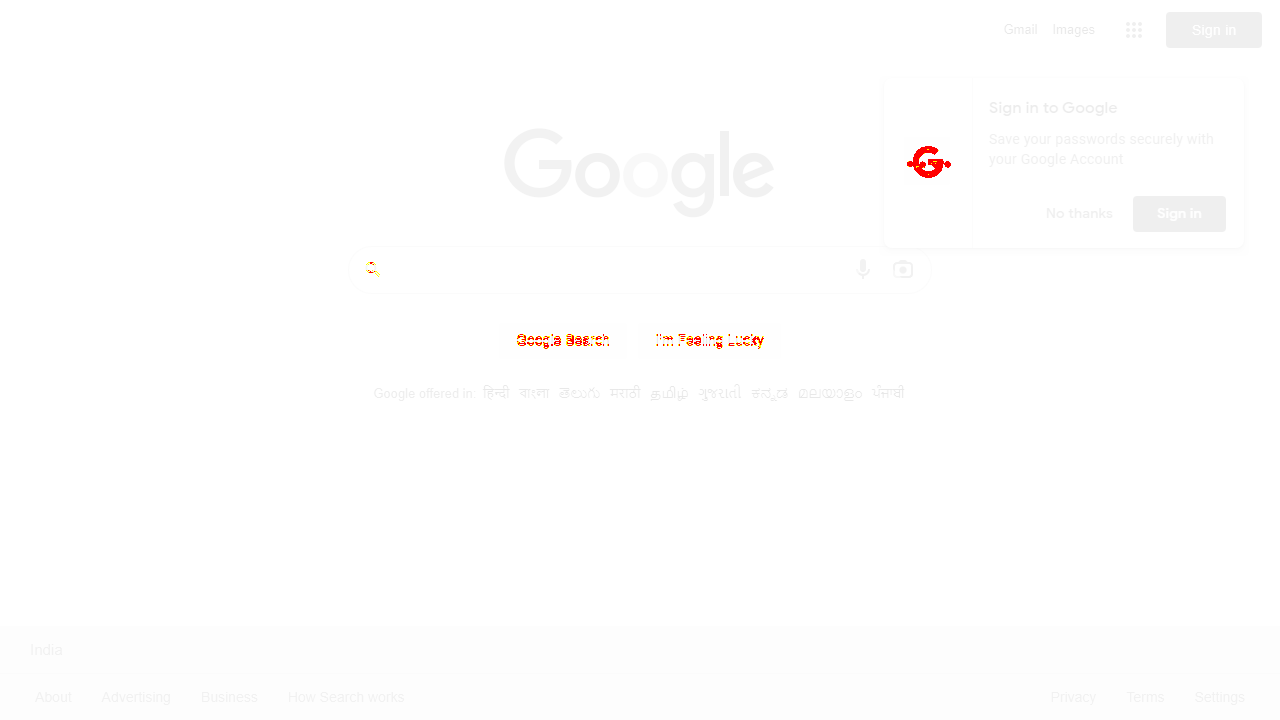 Gmail Images Sign in
Sign in to Google
Save your passwords securely with
your Google Account
No thanks Sign in
Google
Google Search I'm Feeling Lucky
Google offered in हिन्दी বাংলা తెలుగు मराठी தமிழ் ગુજરાતી ಕನ್ನಡ മലയാളം ਪੰਜਾਬੀ
India
About Advertising Business How Search works Privacy Terms Settings